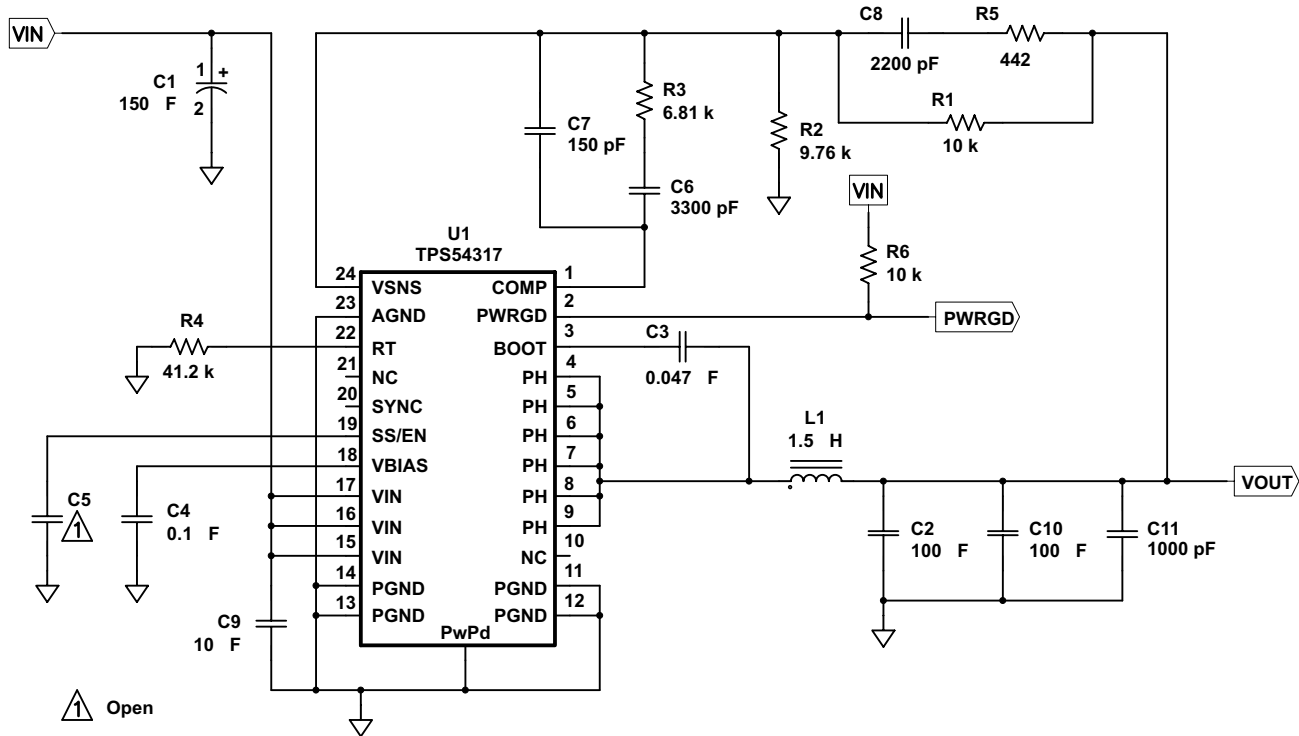 VIN
C1
150 F
1
+
2
C8
2200 pF
R5
442
R1
10 k
R3
6.81 k
C7
150 pF
C6
3300 pF
R2
9.76 k
VIN
R6
10 k
PWRGD
U1
TPS54317
24 VSNS
23 AGND
22 RT
21 NC
20 SYNC
19 SS/EN
18 VBIAS
17 VIN
16 VIN
15 VIN
14 PGND
13 PGND
COMP 1
PWRGD 2
BOOT 3
PH 4
PH 5
PH 6
PH 7
PH 8
PH 9
NC 10
PGND 11
PGND 12
PwPd
R4
41.2 k
C3
0.047 F
L1
1.5 H
VOUT
C5
1
C4
0.1 F
C9
10 F
C2
100 F
C10
100 F
C11
1000 pF
1 Open